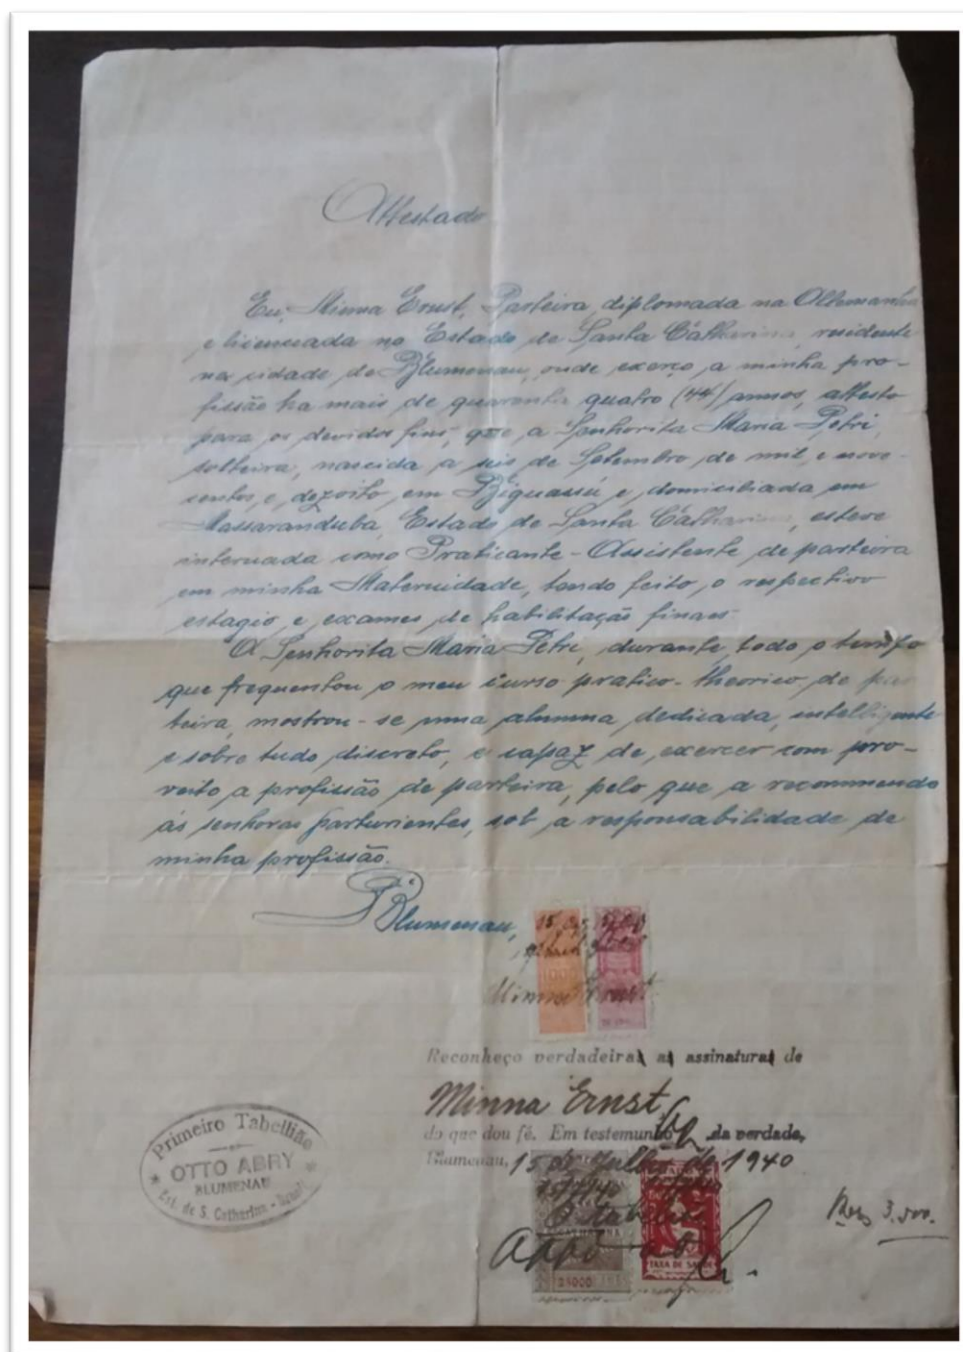 Attestado
Eu, Minna Ernst, Parteira, diplomada na Allemanha
e licenciada no Estado de Santa Catharina, residente
na cidade de Blumenau, onde exerço a minha pro-
fissão ha mais de quarenta quatro (44) annos, attesto
para os devidos fins, que a Senhorita Maria Petri,
solteira, nascida a seis de Setembro de mil, e nove-
centos, e dezoito, em Biguassú e, domiciliada em
Massaranduba, Estado de Santa Catharina, esteve
internada como Praticante-Assistente de parteira
em minha Maternidade, tendo feito, o respectivo
estagio e, exames de habilitação finaes.
A Senhorita Maria Petri, durante, todo o tempo
que frequentou o meu curso pratico-theorico de par
teira, mostrou-se uma alumna dedicada, intelligente
e sobre tudo discreta, e capaz de, exercer com pro-
veito a profissão de parteira, pelo que a recommendo
ás senhoras parturientes, sob a responsabilidade de
minha profissão.
Blumenau,
Minna Ernst
Reconheço verdadeira a assinatura de
Minna Ernst
do que dou fé. Em testemunho da verdade,
Blumenau, 15 de Julho de 1940
Primeiro Tabellião
OTTO ABRY
BLUMENAU
Est. de S. Catharina - Brasil
O tabelião
2$000
TAXA DE SAÚDE
3.500.